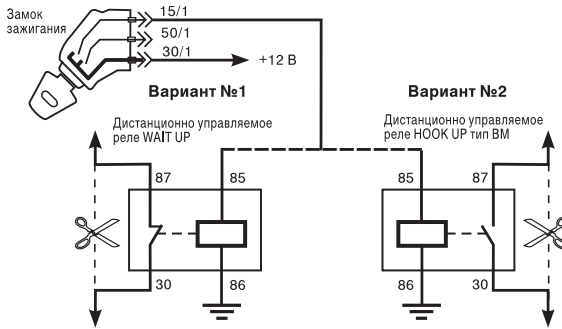 Замок
зажигания
15/1
50/1
30/1
+12 В
Вариант №1
Вариант №2
Дистанционно управляемое
реле WAIT UP
Дистанционно управляемое
реле HOOK UP тип ВМ
87
85
85
87
30
86
86
30